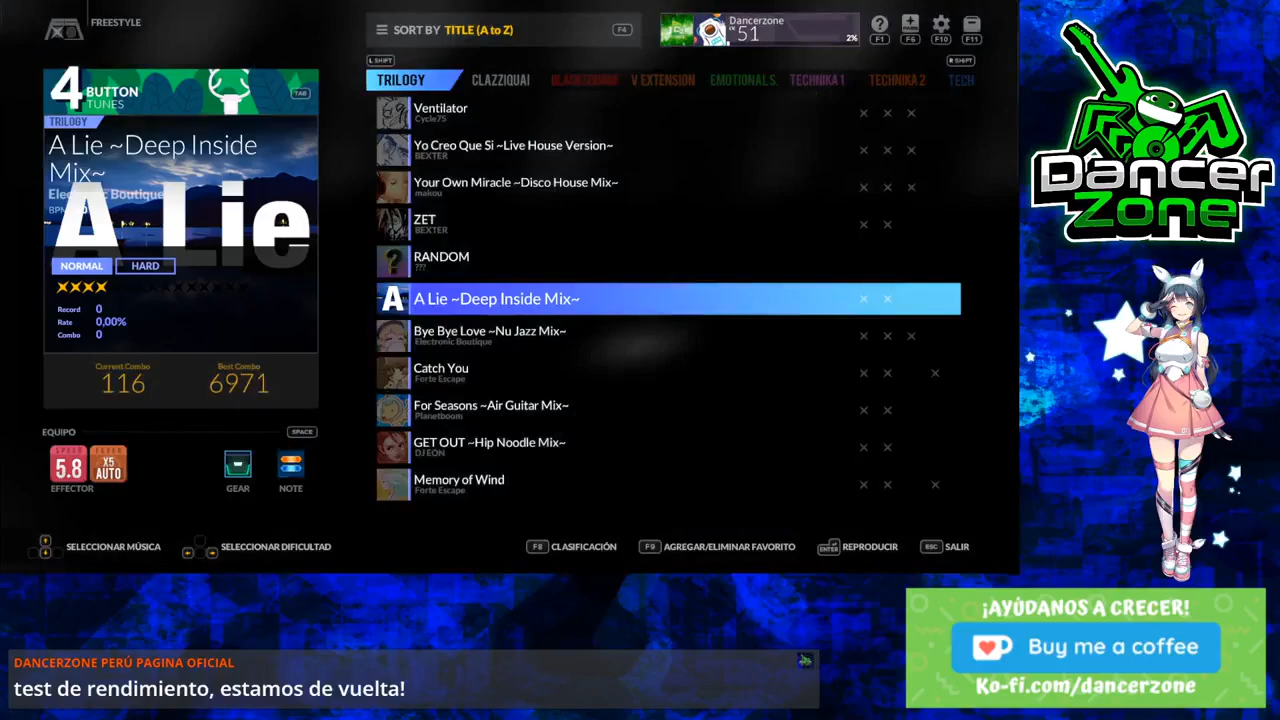 FREESTYLE
SORT BY TITLE (A to Z)
F4
Dancerzone
LV 51
2%
F1
F6
F10
F11
4 BUTTON TUNES
TAB
TRILOGY
A Lie ~Deep Inside
Mix~
Electronic Boutique
BPM
A Lie
NORMAL
HARD
Record 0
Rate 0,00%
Combo 0
Current Combo
116
Best Combo
6971
EQUIPO
SPACE
SPEED
5.8
FEVER
X5
AUTO
EFFECTOR
GEAR
NOTE
L SHIFT
R SHIFT
TRILOGY
CLAZZIQUAI
BLACK SQUARE
V EXTENSION
EMOTIONAL S.
TECHNIKA 1
TECHNIKA 2
TECH
Ventilator
Cycle75
Yo Creo Que Si ~Live House Version~
BEXTER
Your Own Miracle ~Disco House Mix~
makou
ZET
BEXTER
RANDOM
???
A Lie ~Deep Inside Mix~
Bye Bye Love ~Nu Jazz Mix~
Electronic Boutique
Catch You
Forte Escape
For Seasons ~Air Guitar Mix~
Planetboom
GET OUT ~Hip Noodle Mix~
DJ EON
Memory of Wind
Forte Escape
SELECCIONAR MÚSICA
SELECCIONAR DIFICULTAD
F8 CLASIFICACIÓN
F9 AGREGAR/ELIMINAR FAVORITO
ENTER REPRODUCIR
ESC SALIR
Dancer
Zone
DANCERZONE PERÚ PAGINA OFICIAL
test de rendimiento, estamos de vuelta!
¡AYÚDANOS A CRECER!
Buy me a coffee
Ko-fi.com/dancerzone